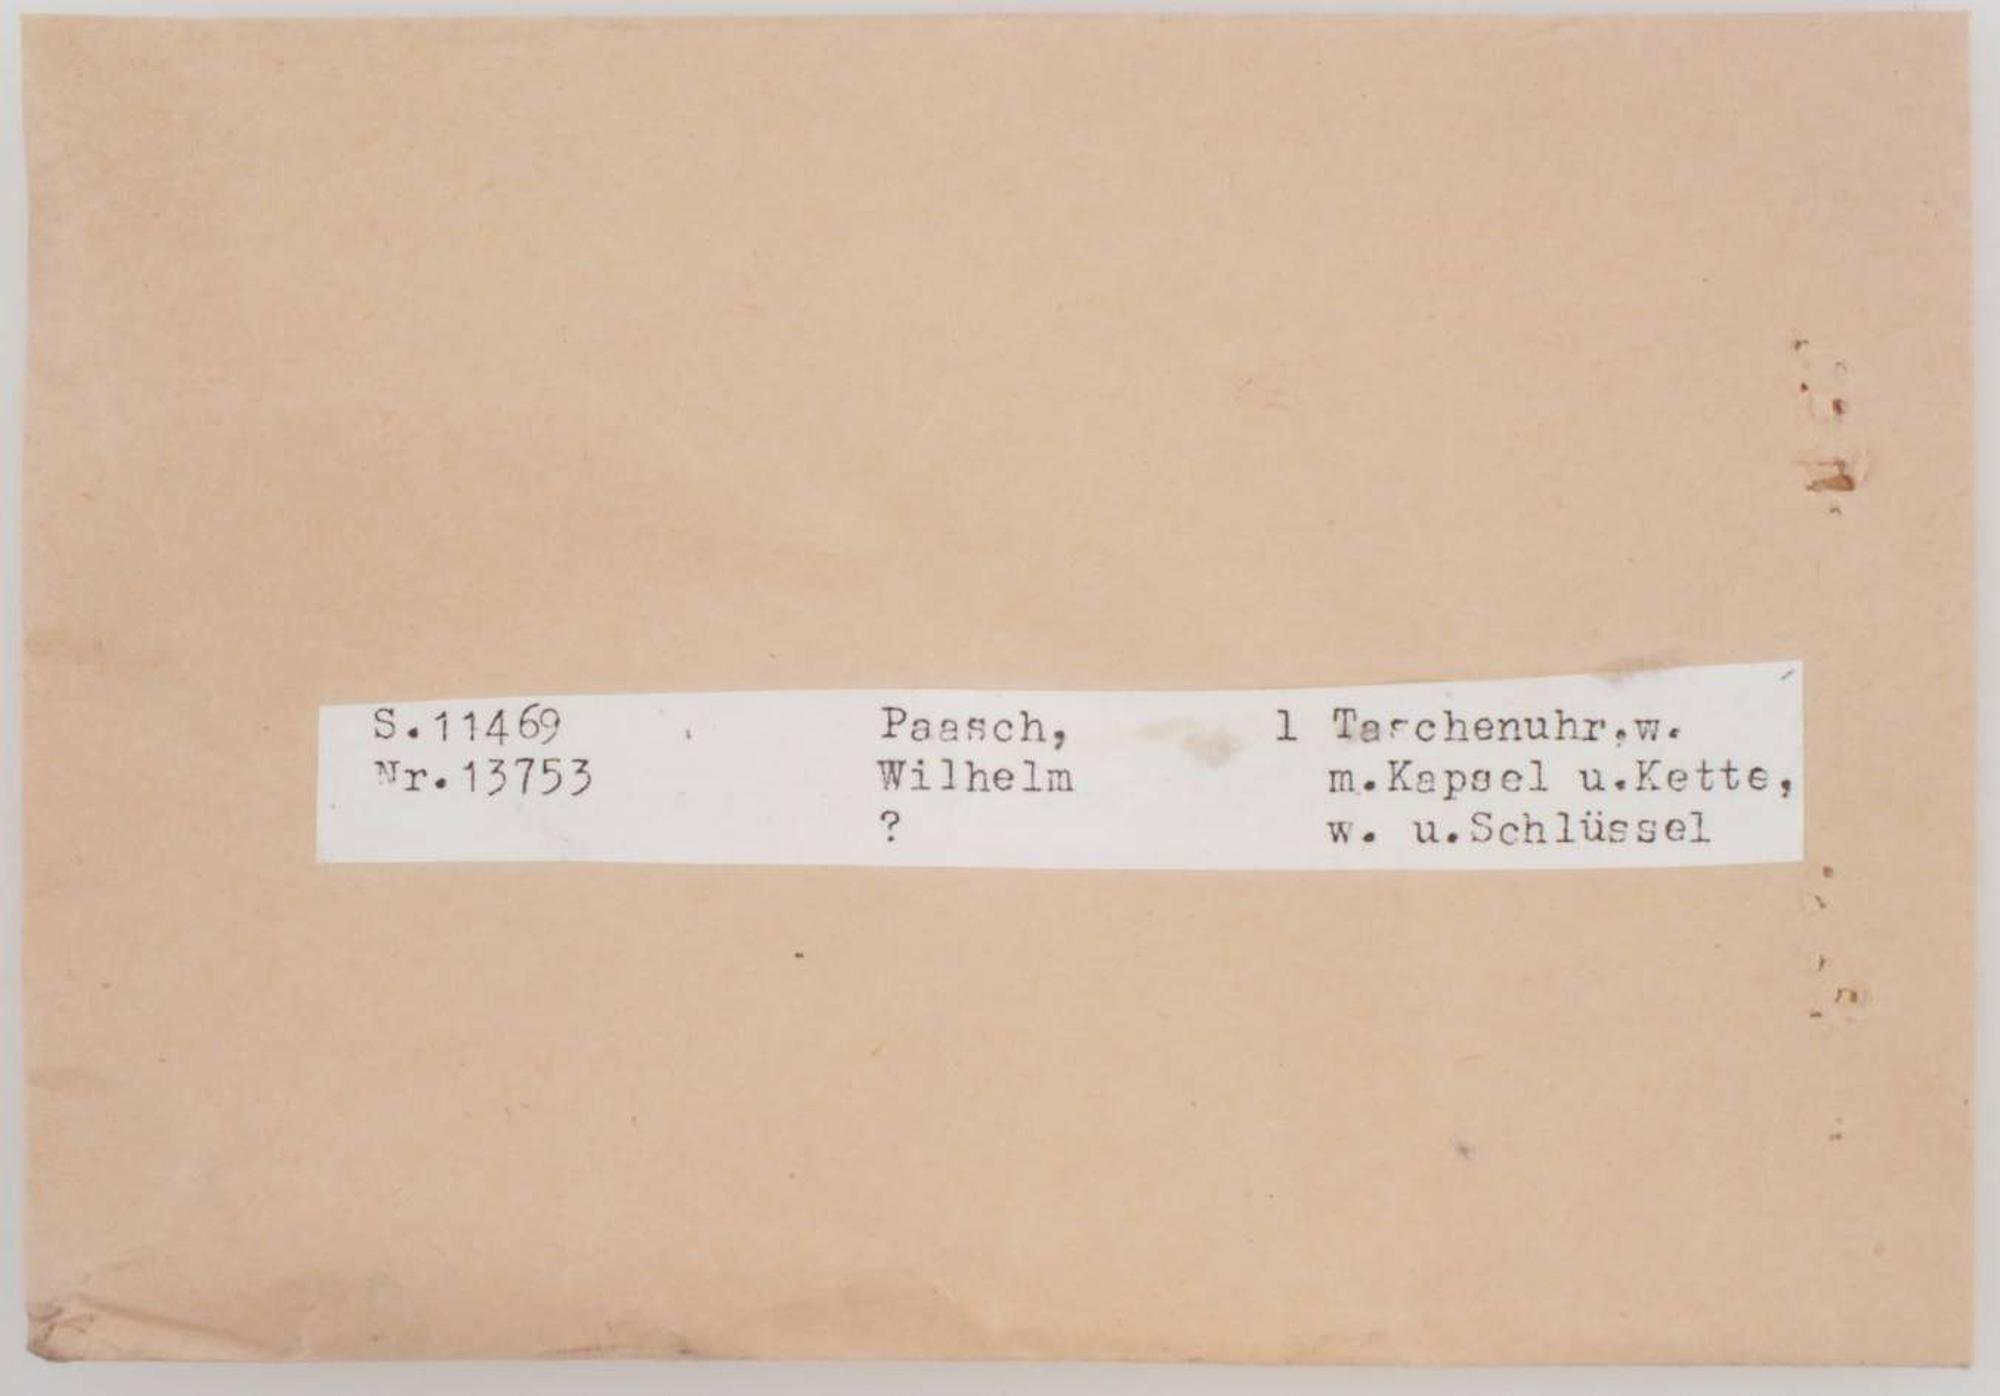 S.11469 Paasch, 1 Taschenuhr,w.
Nr.13753 Wilhelm m.Kapsel u.Kette,
? w. u.Schlüssel